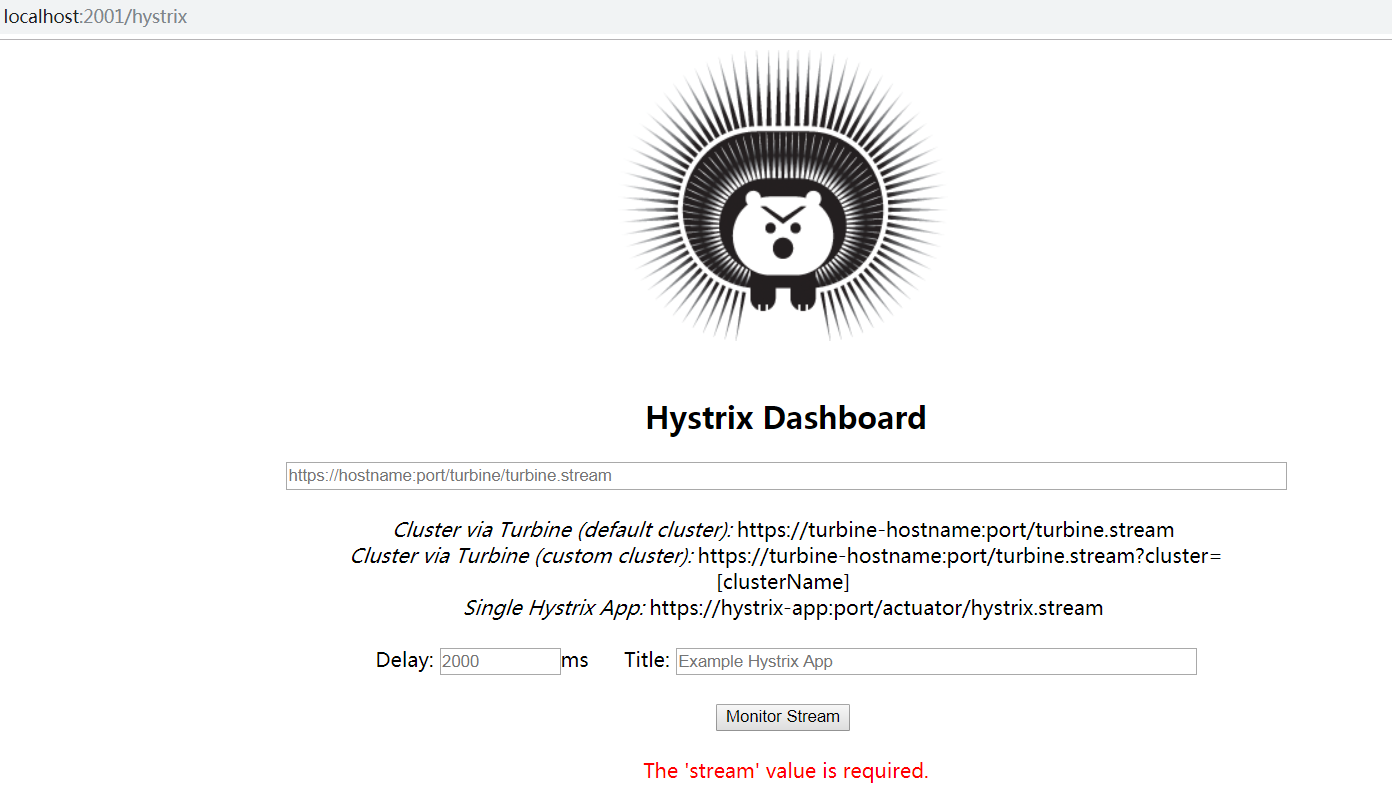 localhost:2001/hystrix
Hystrix Dashboard
https://hostname:port/turbine/turbine.stream
Cluster via Turbine (default cluster): https://turbine-hostname:port/turbine.stream
Cluster via Turbine (custom cluster): https://turbine-hostname:port/turbine.stream?cluster=
[clusterName]
Single Hystrix App: https://hystrix-app:port/actuator/hystrix.stream
Delay: 2000 ms Title: Example Hystrix App
Monitor Stream
The 'stream' value is required.